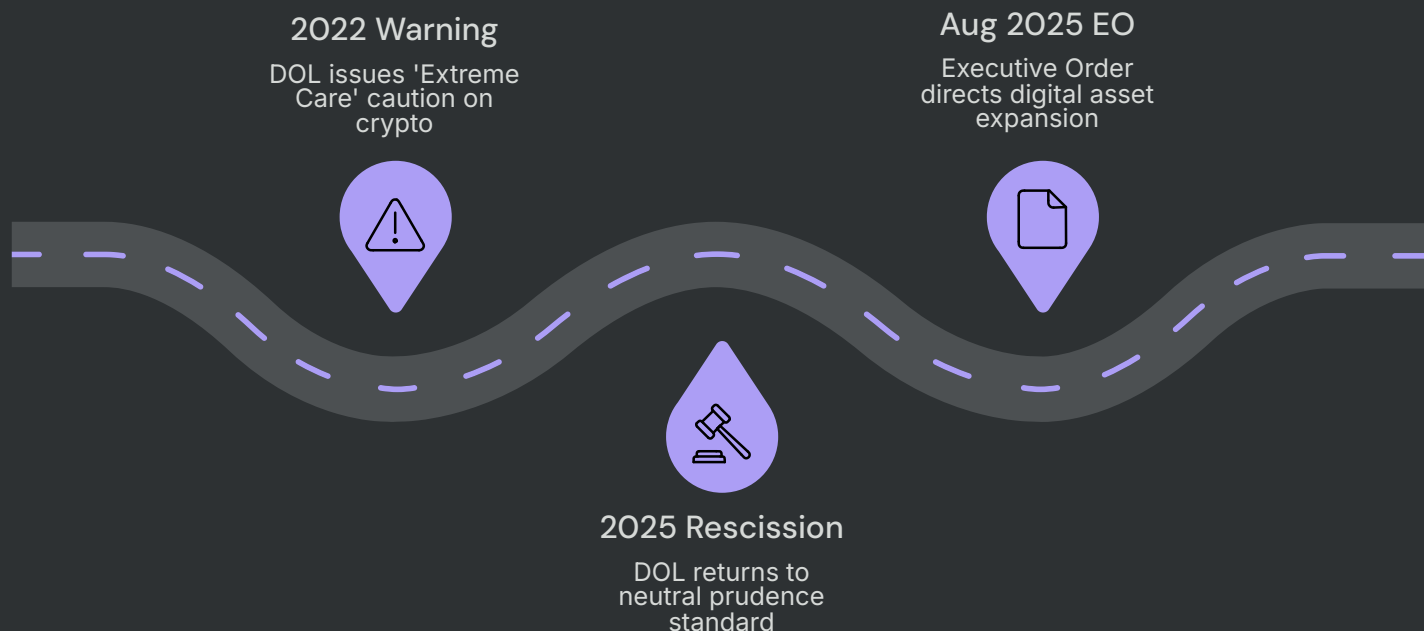 2022 Warning
DOL issues 'Extreme
Care' caution on
crypto
2025 Rescission
DOL returns to
neutral prudence
standard
Aug 2025 EO
Executive Order
directs digital asset
expansion